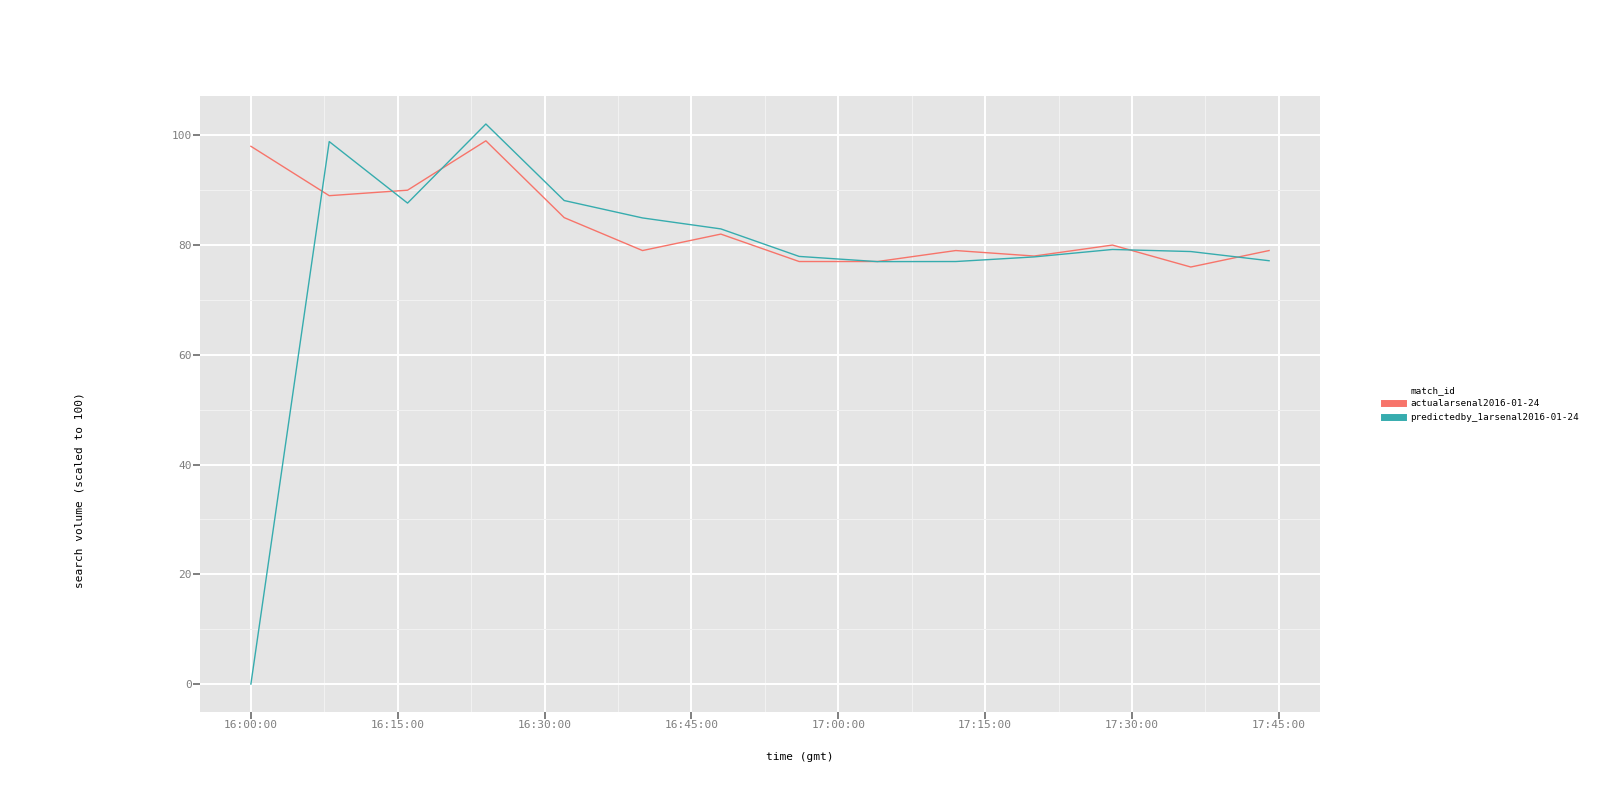 100
80
60
40
20
0
search volume (scaled to 100)
16:00:00 16:15:00 16:30:00 16:45:00 17:00:00 17:15:00 17:30:00 17:45:00
time (gmt)
match_id
actualarsenal2016-01-24
predictedby_1arsenal2016-01-24